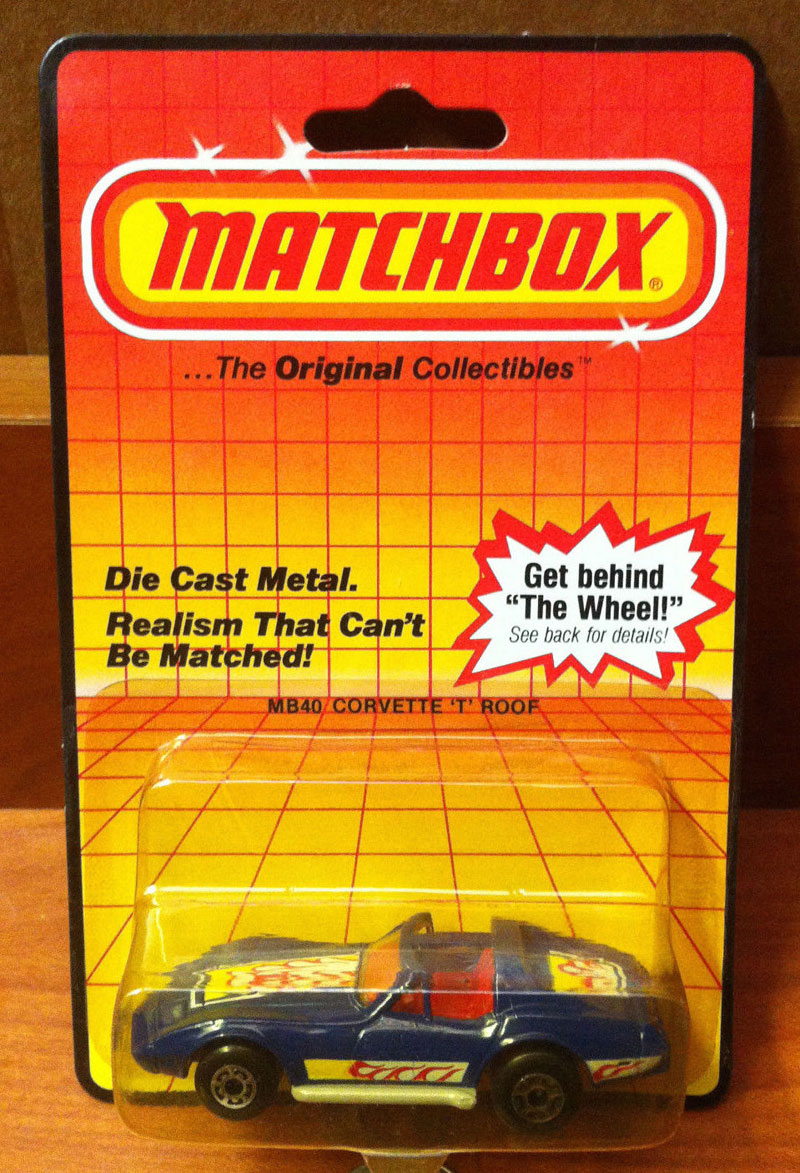 MATCHBOX®
...The Original Collectibles™
Die Cast Metal.
Realism That Can't
Be Matched!
Get behind
“The Wheel!”
See back for details!
MB40 CORVETTE ‘T’ ROOF